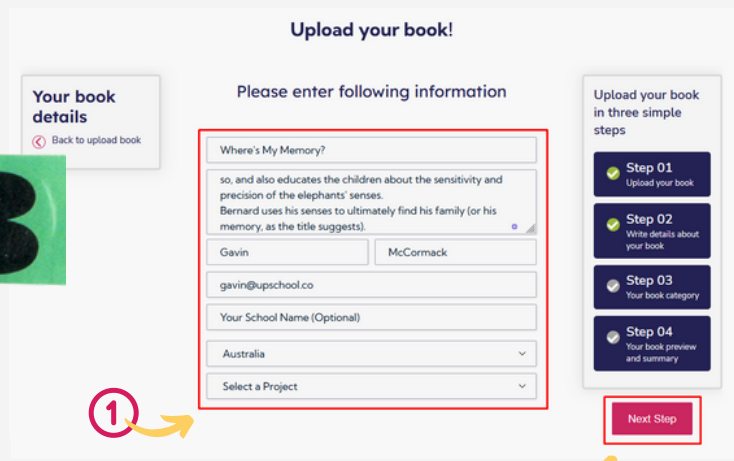 Upload your book!
Your book
details
Back to upload book
Please enter following information
Where's My Memory?
so, and also educates the children about the sensitivity and
precision of the elephants' senses.
Bernard uses his senses to ultimately find his family (or his
memory, as the title suggests).
Gavin
McCormack
gavin@upschool.co
Your School Name (Optional)
Australia
Select a Project
1
Upload your book
in three simple
steps
Step 01
Upload your book
Step 02
Write details about
your book
Step 03
Your book category
Step 04
Your book preview
and summary
Next Step